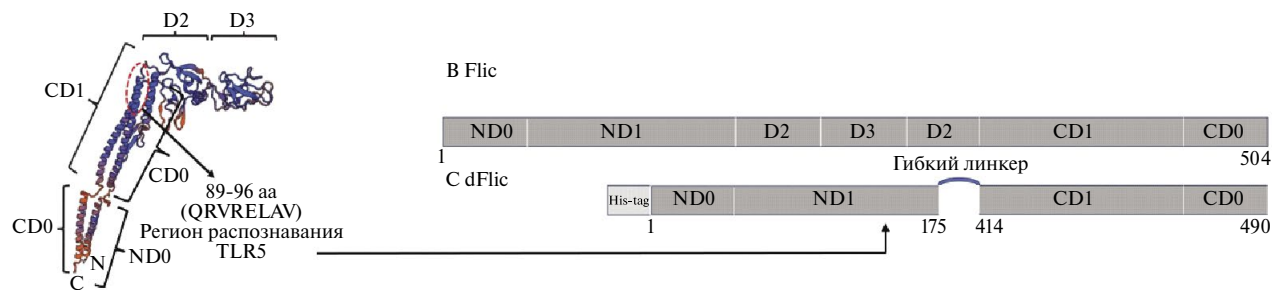 D2 D3
CD1
CD0
89-96 aa
(QRVRELAV)
Регион распознавания
TLR5
CD0
ND0
N
C
B Flic
ND0 ND1 D2 D3 D2 CD1 CD0
1 504
C dFlic
Гибкий линкер
His-tag ND0 ND1 CD1 CD0
1 175 414 490